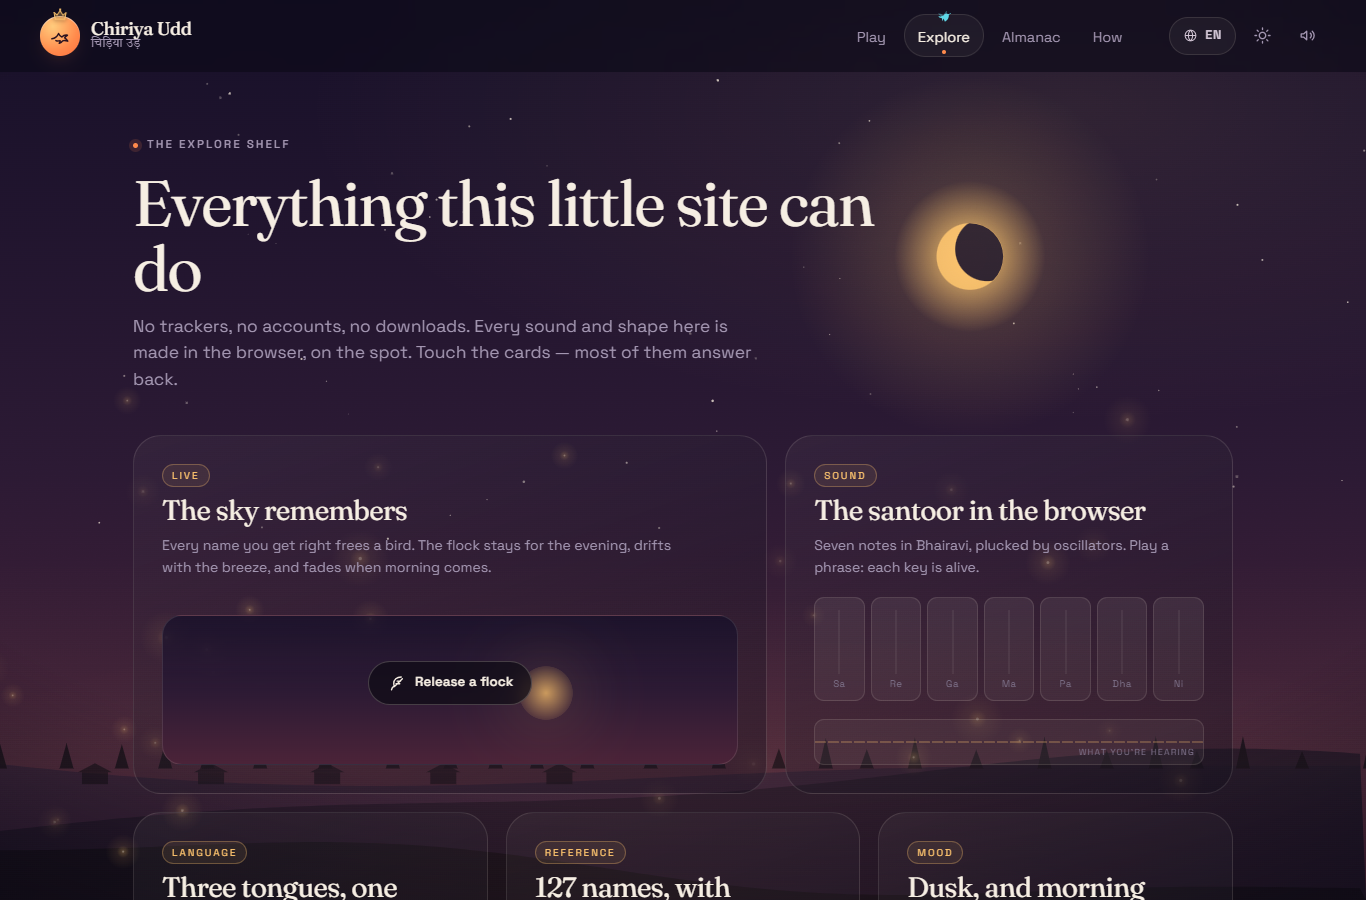 Chiriya Udd
चिड़िया उड़
Play
Explore
Almanac
How
EN
THE EXPLORE SHELF
Everything this little site can
do
No trackers, no accounts, no downloads. Every sound and shape here is
made in the browser, on the spot. Touch the cards — most of them answer
back.
LIVE
The sky remembers
Every name you get right frees a bird. The flock stays for the evening, drifts
with the breeze, and fades when morning comes.
Release a flock
SOUND
The santoor in the browser
Seven notes in Bhairavi, plucked by oscillators. Play a
phrase: each key is alive.
Sa
Re
Ga
Ma
Pa
Dha
Ni
WHAT YOU'RE HEARING
LANGUAGE
Three tongues, one
REFERENCE
127 names, with
MOOD
Dusk, and morning